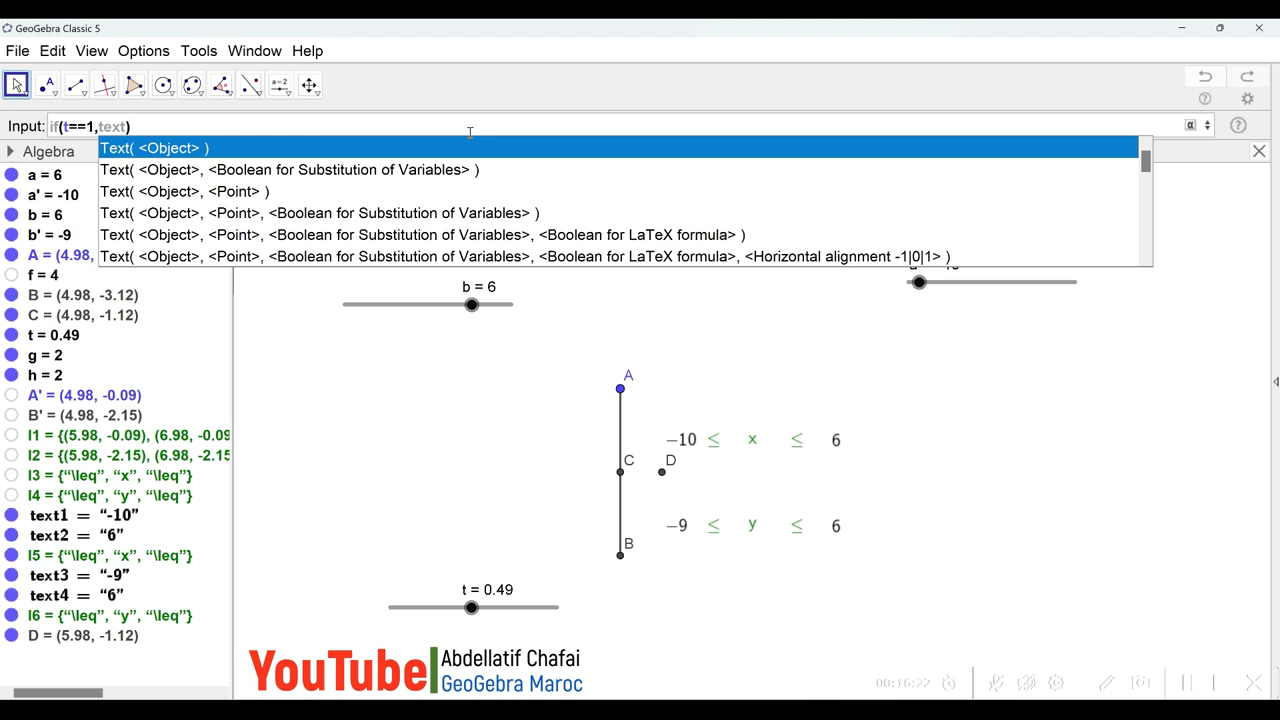 GeoGebra Classic 5
File Edit View Options Tools Window Help
Input: if(t==1,text)
Text( <Object> )
Text( <Object>, <Boolean for Substitution of Variables> )
Text( <Object>, <Point> )
Text( <Object>, <Point>, <Boolean for Substitution of Variables> )
Text( <Object>, <Point>, <Boolean for Substitution of Variables>, <Boolean for LaTeX formula> )
Text( <Object>, <Point>, <Boolean for Substitution of Variables>, <Boolean for LaTeX formula>, <Horizontal alignment -1|0|1> )
Algebra
a = 6
a' = -10
b = 6
b' = -9
A = (4.98,
f = 4
B = (4.98, -3.12)
C = (4.98, -1.12)
t = 0.49
g = 2
h = 2
A' = (4.98, -0.09)
B' = (4.98, -2.15)
l1 = {(5.98, -0.09), (6.98, -0.09
l2 = {(5.98, -2.15), (6.98, -2.15
l3 = {“\leq”, “x”, “\leq”}
l4 = {“\leq”, “y”, “\leq”}
text1 = “-10”
text2 = “6”
l5 = {“\leq”, “x”, “\leq”}
text3 = “-9”
text4 = “6”
l6 = {“\leq”, “y”, “\leq”}
D = (5.98, -1.12)
b = 6
A
−10 ≤ x ≤ 6
C D
−9 ≤ y ≤ 6
B
t = 0.49
YouTube
Abdellatif Chafai
GeoGebra Maroc
00:16:22